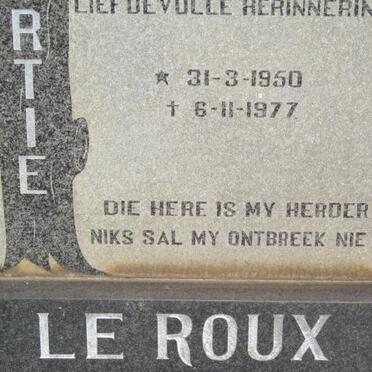 RTIE
LIEFDEVOLLE HERINNERIN
* 31-3-1950
† 6-11-1977
DIE HERE IS MY HERDER
NIKS SAL MY ONTBREEK NIE
LE ROUX